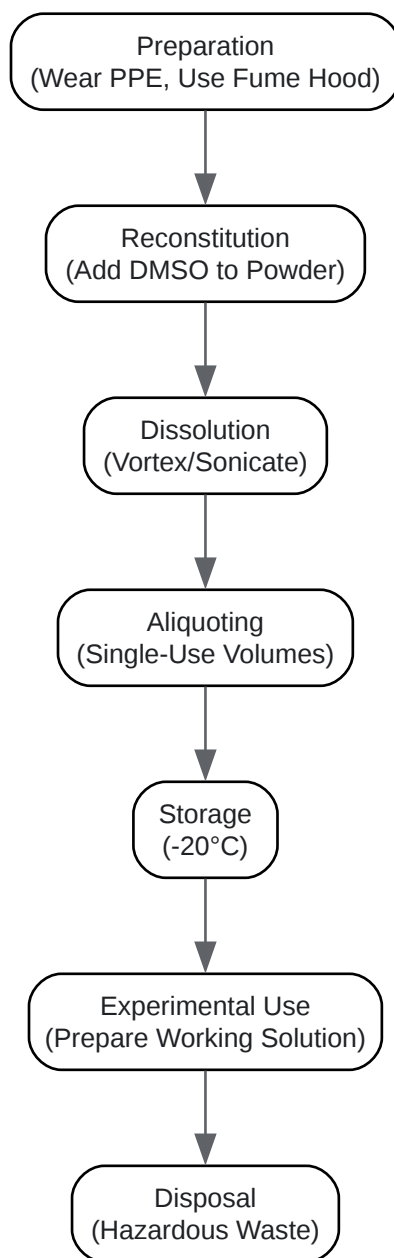 Preparation
(Wear PPE, Use Fume Hood)
Reconstitution
(Add DMSO to Powder)
Dissolution
(Vortex/Sonicate)
Aliquoting
(Single-Use Volumes)
Storage
(-20°C)
Experimental Use
(Prepare Working Solution)
Disposal
(Hazardous Waste)